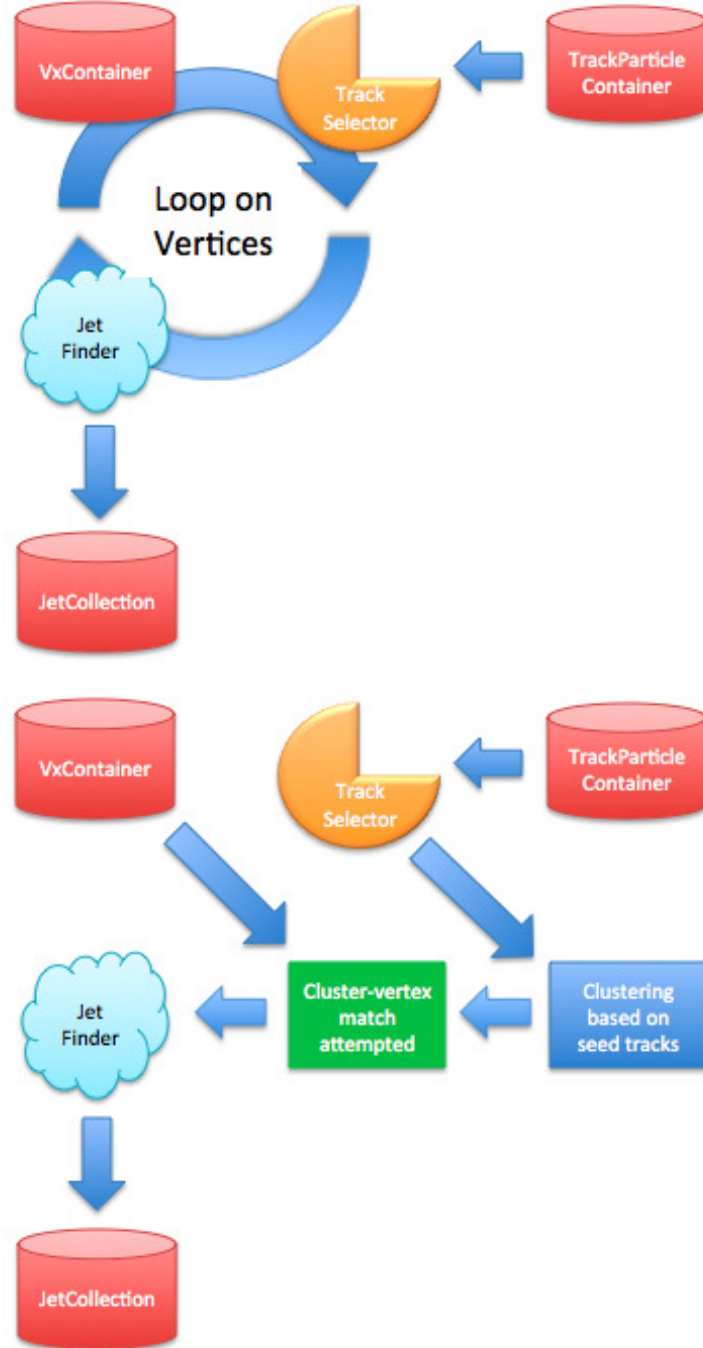 VxContainer
Track
Selector
TrackParticle
Container
Loop on
Vertices
Jet
Finder
JetCollection
VxContainer
Track
Selector
TrackParticle
Container
Jet
Finder
Cluster-vertex
match
attempted
Clustering
based on
seed tracks
JetCollection